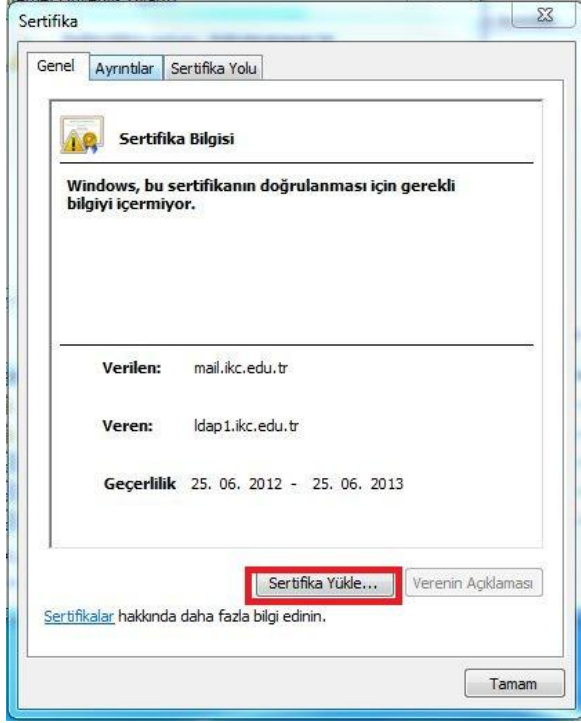 Sertifika
Genel Ayrıntılar Sertifika Yolu
Sertifika Bilgisi
Windows, bu sertifikanın doğrulanması için gerekli
bilgiyi içermiyor.
Verilen: mail.ikc.edu.tr
Veren: ldap1.ikc.edu.tr
Geçerlilik 25. 06. 2012 - 25. 06. 2013
Sertifika Yükle... Verenin Açıklaması
Sertifikalar hakkında daha fazla bilgi edinin.
Tamam